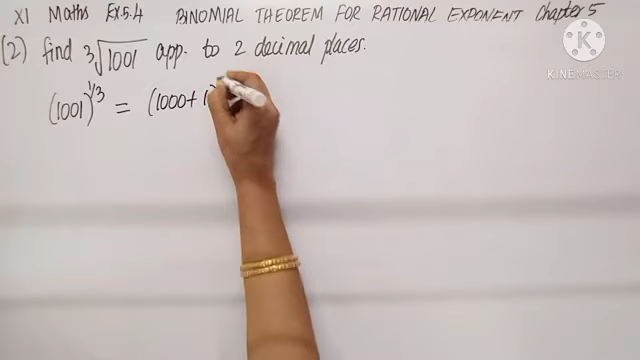 XI Maths Ex.5.4 BINOMIAL THEOREM FOR RATIONAL EXPONENT Chapter 5
(2) find 3√1001 app. to 2 decimal places.
(1001)^1/3 = (1000+1)
KINEMASTER